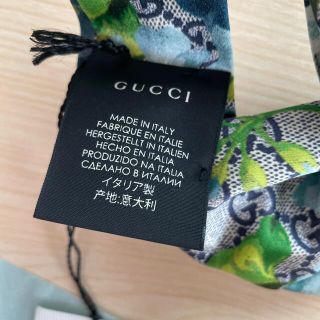 GUCCI
MADE IN ITALY
FABRIQUE EN ITALIE
HERGESTELLT IN ITALIEN
HECHO EN ITALIA
PRODUZIDO NA ITALIA
СДЕЛАНО В ИТАЛИИ
イタリア製
产地:意大利